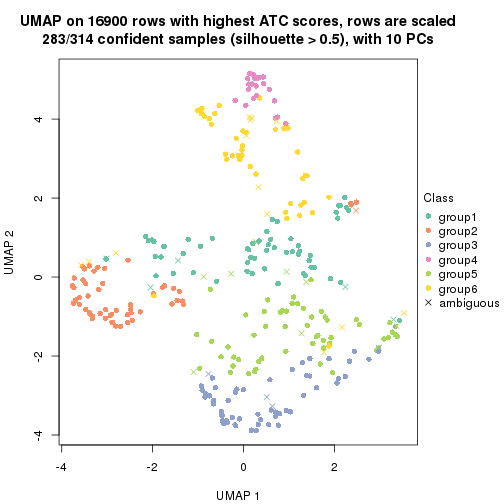 UMAP on 16900 rows with highest ATC scores, rows are scaled
283/314 confident samples (silhouette > 0.5), with 10 PCs
Class
group1
group2
group3
group4
group5
group6
ambiguous
UMAP 2
4
2
0
-2
-4
-4
-2
0
2
UMAP 1